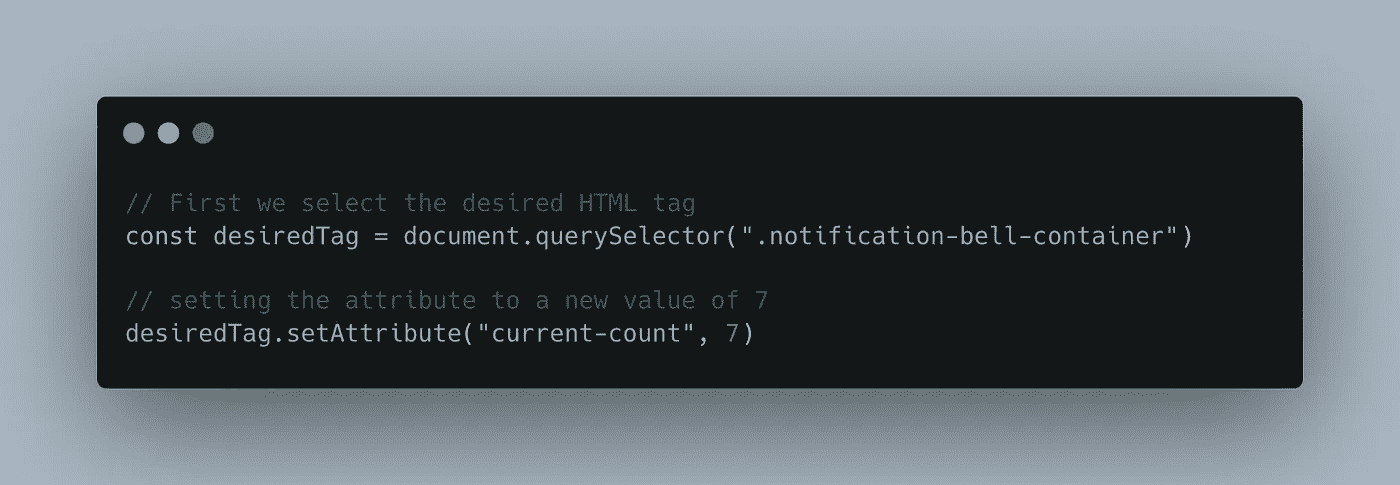 // First we select the desired HTML tag
const desiredTag = document.querySelector(".notification-bell-container")
// setting the attribute to a new value of 7
desiredTag.setAttribute("current-count", 7)